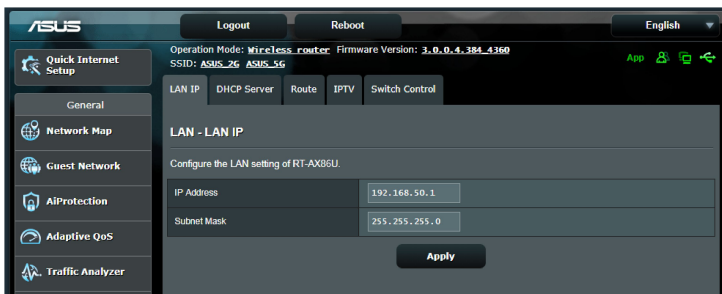 ASUS
Logout
Reboot
English
Quick Internet Setup
Operation Mode: Wireless router Firmware Version: 3.0.0.4.384_4360
SSID: ASUS_2G ASUS_5G
App
LAN IP DHCP Server Route IPTV Switch Control
General
Network Map
Guest Network
AiProtection
Adaptive QoS
Traffic Analyzer
LAN - LAN IP
Configure the LAN setting of RT-AX86U.
IP Address 192.168.50.1
Subnet Mask 255.255.255.0
Apply